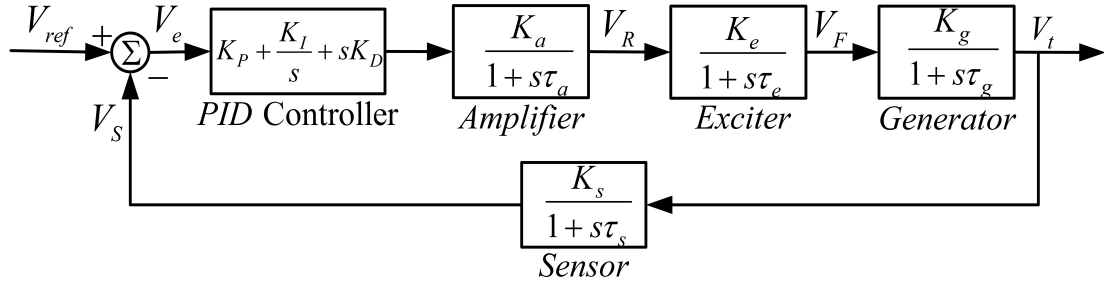 V_ref
+
Σ
−
V_e
K_P + K_I/s + sK_D
PID Controller
K_a
1 + sτ_a
Amplifier
V_R
K_e
1 + sτ_e
Exciter
V_F
K_g
1 + sτ_g
Generator
V_t
V_S
K_s
1 + sτ_s
Sensor